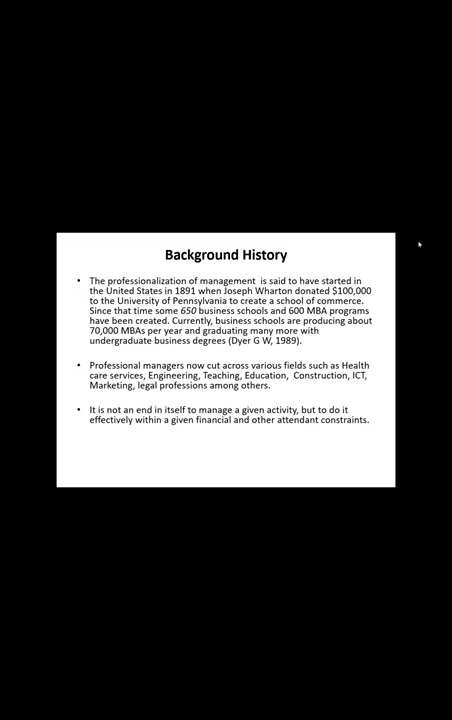 Background History
• The professionalization of management  is said to have started in
the United States in 1891 when Joseph Wharton donated $100,000
to the University of Pennsylvania to create a school of commerce.
Since that time some 650 business schools and 600 MBA programs
have been created. Currently, business schools are producing about
70,000 MBAs per year and graduating many more with
undergraduate business degrees (Dyer G W, 1989).
• Professional managers now cut across various fields such as Health
care services, Engineering, Teaching, Education,  Construction, ICT,
Marketing, legal professions among others.
• It is not an end in itself to manage a given activity, but to do it
effectively within a given financial and other attendant constraints.